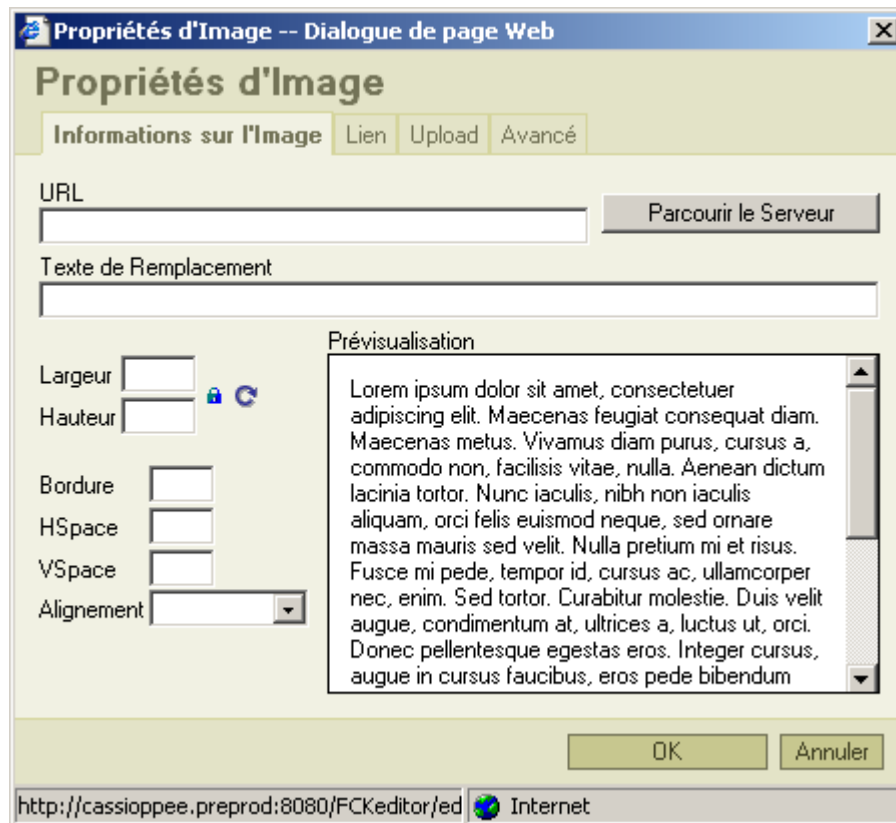 Propriétés d'Image -- Dialogue de page Web
Propriétés d'Image
Informations sur l'Image Lien Upload Avancé
URL
Parcourir le Serveur
Texte de Remplacement
Prévisualisation
Largeur
Hauteur
Bordure
HSpace
VSpace
Alignement
Lorem ipsum dolor sit amet, consectetuer
adipiscing elit. Maecenas feugiat consequat diam.
Maecenas metus. Vivamus diam purus, cursus a,
commodo non, facilisis vitae, nulla. Aenean dictum
lacinia tortor. Nunc iaculis, nibh non iaculis
aliquam, orci felis euismod neque, sed ornare
massa mauris sed velit. Nulla pretium mi et risus.
Fusce mi pede, tempor id, cursus ac, ullamcorper
nec, enim. Sed tortor. Curabitur molestie. Duis velit
augue, condimentum at, ultrices a, luctus ut, orci.
Donec pellentesque egestas eros. Integer cursus,
augue in cursus faucibus, eros pede bibendum
OK Annuler
http://cassioppee.preprod:8080/FCKeditor/ed Internet